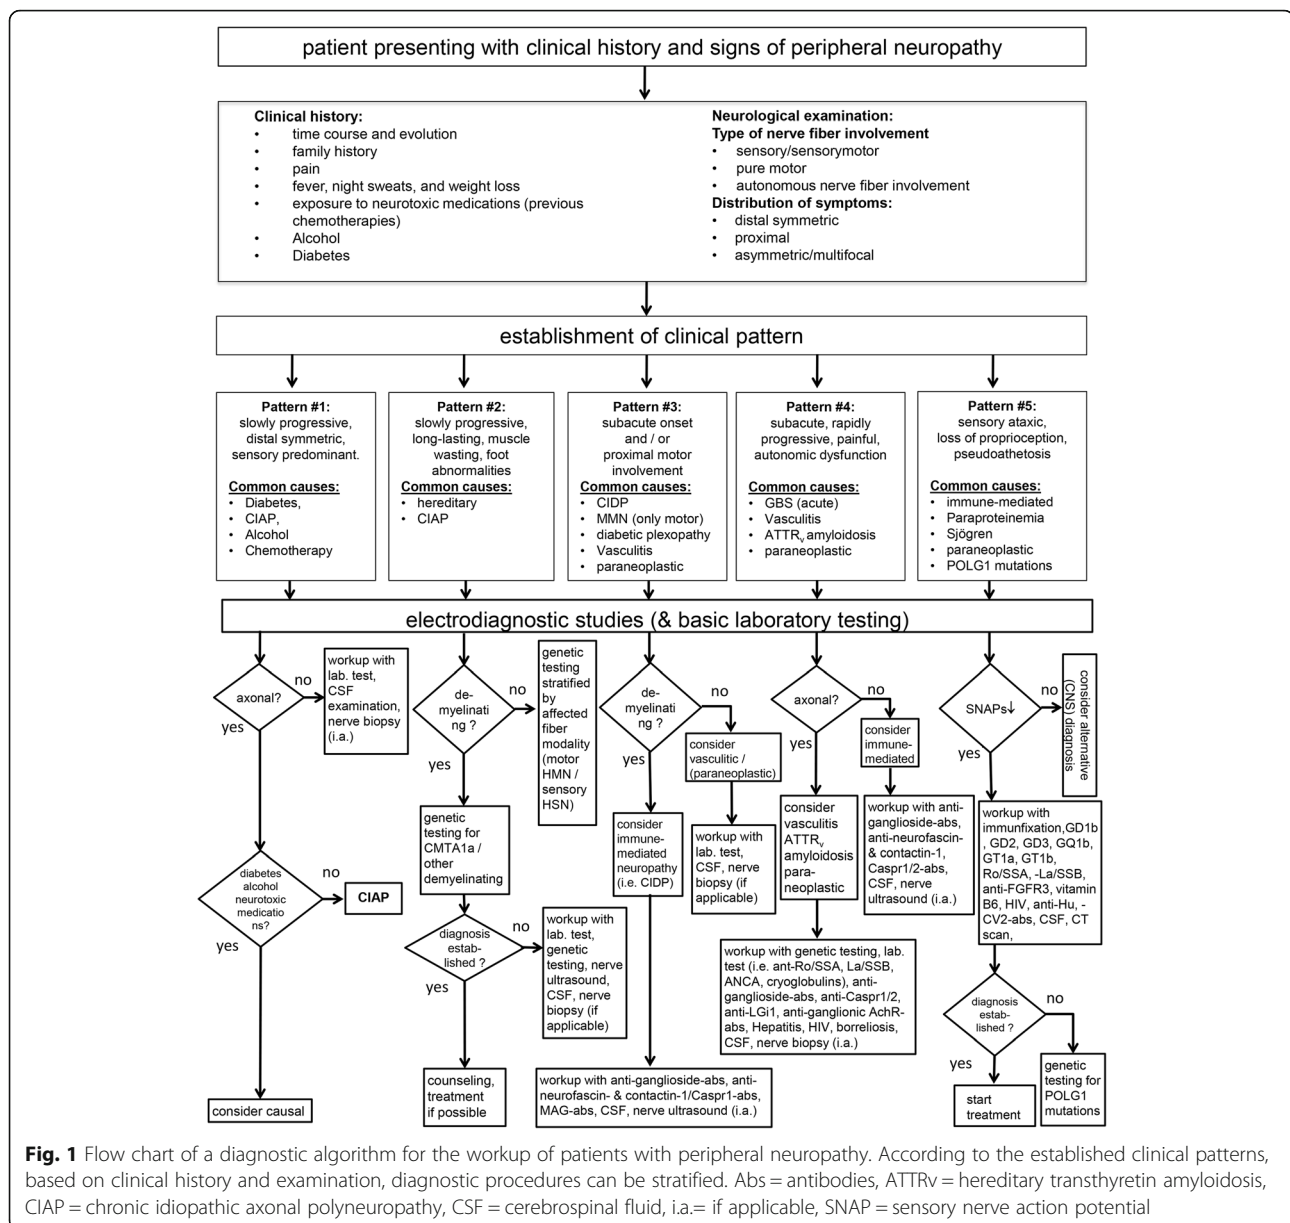 patient presenting with clinical history and signs of peripheral neuropathy
Clinical history:
• time course and evolution
• family history
• pain
• fever, night sweats, and weight loss
• exposure to neurotoxic medications (previous
chemotherapies)
• Alcohol
• Diabetes
Neurological examination:
Type of nerve fiber involvement
• sensory/sensorymotor
• pure motor
• autonomous nerve fiber involvement
Distribution of symptoms:
• distal symmetric
• proximal
• asymmetric/multifocal
establishment of clinical pattern
Pattern #1:
slowly progressive,
distal symmetric,
sensory predominant.
Common causes:
• Diabetes,
• CIAP,
• Alcohol
• Chemotherapy
Pattern #2:
slowly progressive,
long-lasting, muscle
wasting, foot
abnormalities
Common causes:
• hereditary
• CIAP
Pattern #3:
subacute onset
and / or
proximal motor
involvement
Common causes:
• CIDP
• MMN (only motor)
• diabetic plexopathy
• Vasculitis
• paraneoplastic
Pattern #4:
subacute, rapidly
progressive, painful,
autonomic dysfunction
Common causes:
• GBS (acute)
• Vasculitis
• ATTRv amyloidosis
• paraneoplastic
Pattern #5:
sensory ataxic,
loss of proprioception,
pseudoathetosis
Common causes:
• immune-mediated
• Paraproteinemia
• Sjögren
• paraneoplastic
• POLG1 mutations
electrodiagnostic studies (& basic laboratory testing)
axonal?
no
workup with
lab. test,
CSF
examination,
nerve biopsy
(i.a.)
yes
diabetes
alcohol
neurotoxic
medicatio
ns?
no
CIAP
yes
consider causal
de-
myelinati
ng ?
no
genetic
testing
stratified
by
affected
fiber
modality
(motor
HMN /
sensory
HSN)
yes
genetic
testing for
CMTA1a /
other
demyelinating
diagnosis
estab-
lished ?
no
workup with
lab. test,
genetic
testing, nerve
ultrasound,
CSF, nerve
biopsy (if
applicable)
yes
counseling,
treatment
if possible
de-
myelinati
ng ?
no
consider
vasculitic /
(paraneoplastic)
workup with
lab. test,
CSF, nerve
biopsy (if
applicable)
yes
consider
immune-
mediated
neuropathy
(i.e. CIDP)
workup with anti-ganglioside-abs, anti-
neurofascin- & contactin-1/Caspr1-abs,
MAG-abs, CSF, nerve ultrasound (i.a.)
axonal?
no
consider
immune-
mediated
workup with anti-
ganglioside-abs,
anti-neurofascin-
& contactin-1,
Caspr1/2-abs,
CSF, nerve
ultrasound (i.a.)
yes
consider
vasculitis
ATTRv
amyloidosis
para-
neoplastic
workup with genetic testing, lab.
test (i.e. ant-Ro/SSA, La/SSB,
ANCA, cryoglobulins), anti-
ganglioside-abs, anti-Caspr1/2,
anti-LGi1, anti-ganglionic AchR-
abs, Hepatitis, HIV, borreliosis,
CSF, nerve biopsy (i.a.)
SNAPs↓
no
consider alternative
(CNS) diagnosis
yes
workup with
immunfixation,GD1b
, GD2, GD3, GQ1b,
GT1a, GT1b,
Ro/SSA, -La/SSB,
anti-FGFR3, vitamin
B6, HIV, anti-Hu, -
CV2-abs, CSF, CT
scan,
diagnosis
estab-
lished ?
no
genetic
testing for
POLG1
mutations
yes
start
treatment
Fig. 1 Flow chart of a diagnostic algorithm for the workup of patients with peripheral neuropathy. According to the established clinical patterns,
based on clinical history and examination, diagnostic procedures can be stratified. Abs = antibodies, ATTRv = hereditary transthyretin amyloidosis,
CIAP = chronic idiopathic axonal polyneuropathy, CSF = cerebrospinal fluid, i.a.= if applicable, SNAP = sensory nerve action potential